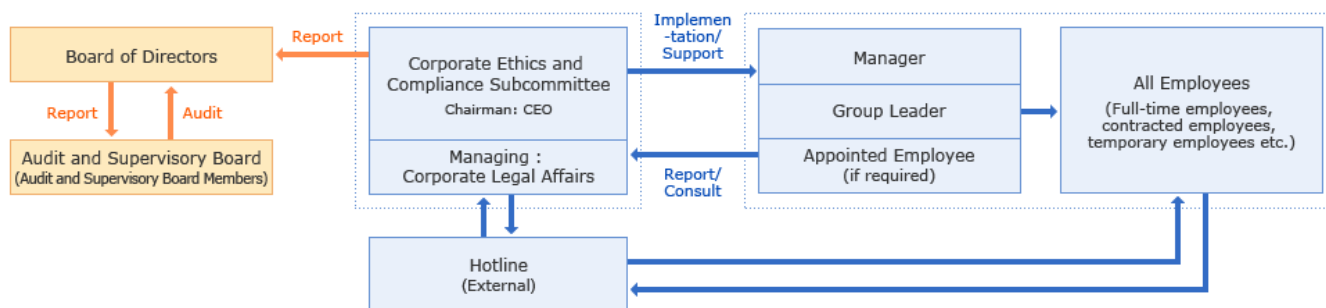 Board of Directors
Report
Audit
Audit and Supervisory Board
(Audit and Supervisory Board Members)
Report
Corporate Ethics and
Compliance Subcommittee
Chairman: CEO
Managing :
Corporate Legal Affairs
Implemen
-tation/
Support
Report/
Consult
Manager
Group Leader
Appointed Employee
(if required)
All Employees
(Full-time employees,
contracted employees,
temporary employees etc.)
Hotline
(External)